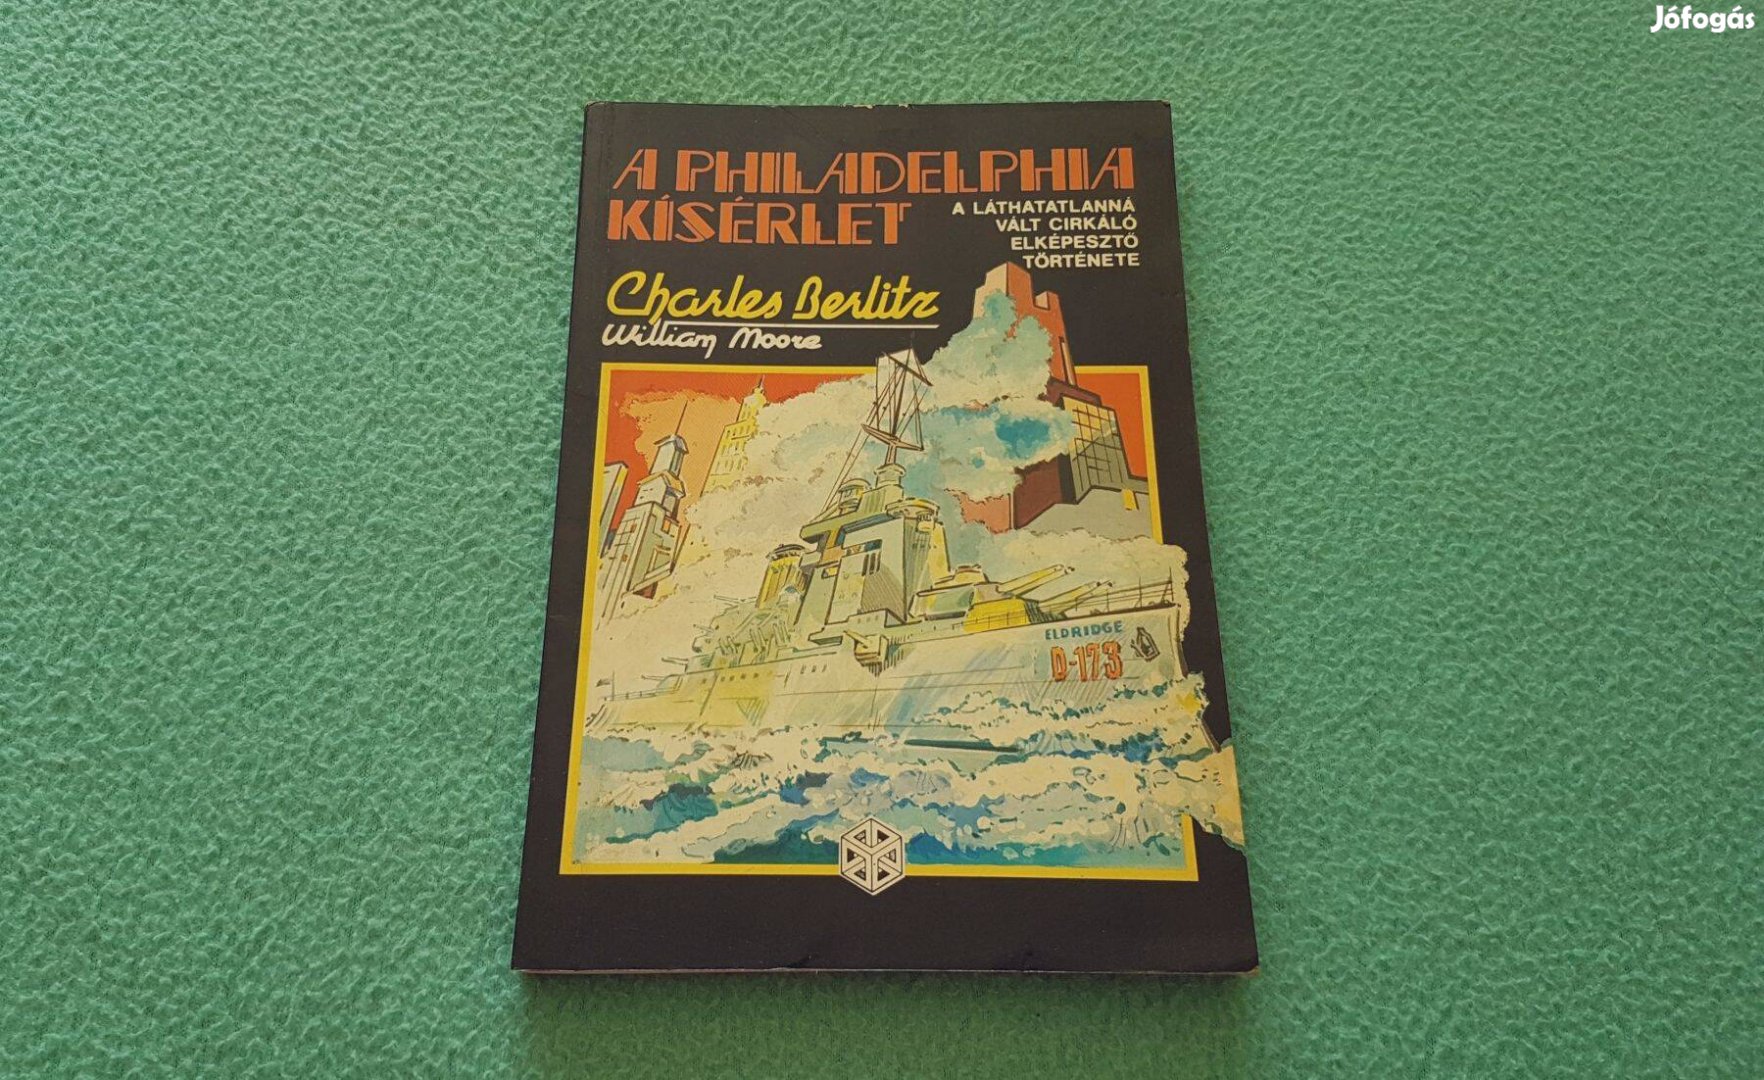 Jófogás
A PHILADELPHIA
KÍSÉRLET
A LÁTHATATLANNÁ
VÁLT CIRKÁLÓ
ELKÉPESZTŐ
TÖRTÉNETE
Charles Berlitz
William Moore
ELDRIDGE
D-173